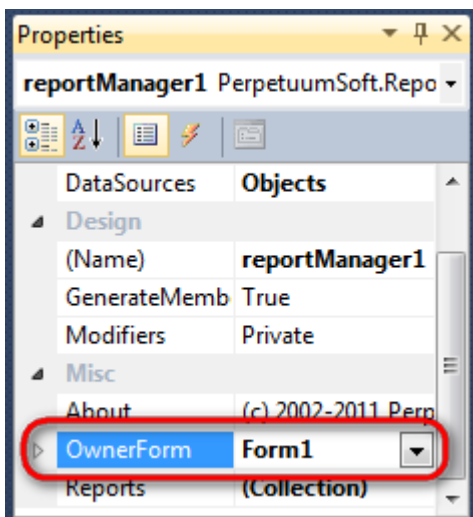 Properties
reportManager1 PerpetuumSoft.Repo
DataSources Objects
Design
(Name) reportManager1
GenerateMemb True
Modifiers Private
Misc
About (c) 2002-2011 Perp
OwnerForm Form1
Reports (Collection)